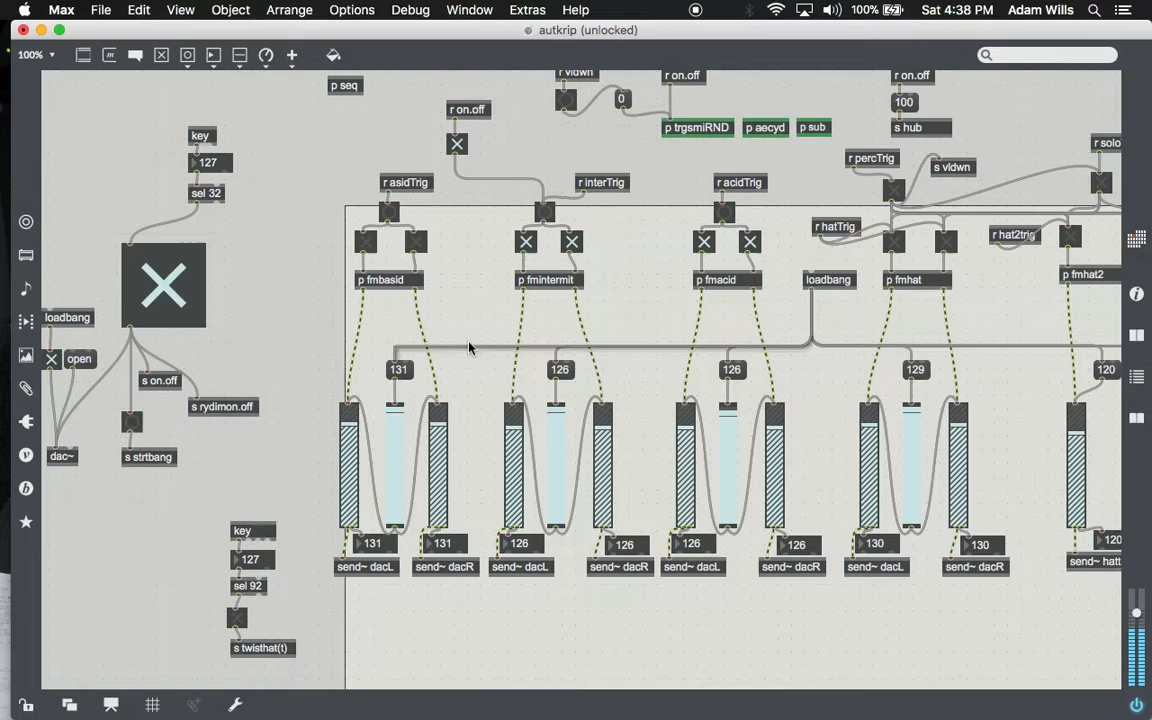 Max File Edit View Object Arrange Options Debug Window Extras Help 100% Sat 4:38 PM Adam Wills
autkrip (unlocked)
100%
p seq
r vldwn
r on.off
r on.off
r on.off
0
100
p trgsmiRND
p aecyd
p sub
s hub
key
127
sel 32
r asidTrig
r interTrig
r acidTrig
r percTrig
s vldwn
r hatTrig
r hat2trig
p fmbasid
p fmintermit
p fmacid
loadbang
p fmhat
p fmhat2
loadbang
open
s on.off
s rydimon.off
dac~
s strtbang
131
126
126
129
120
131
131
126
126
126
126
130
130
120
send~ dacL
send~ dacR
send~ dacL
send~ dacR
send~ dacL
send~ dacR
send~ dacL
send~ dacR
key
127
sel 92
s twisthat(t)